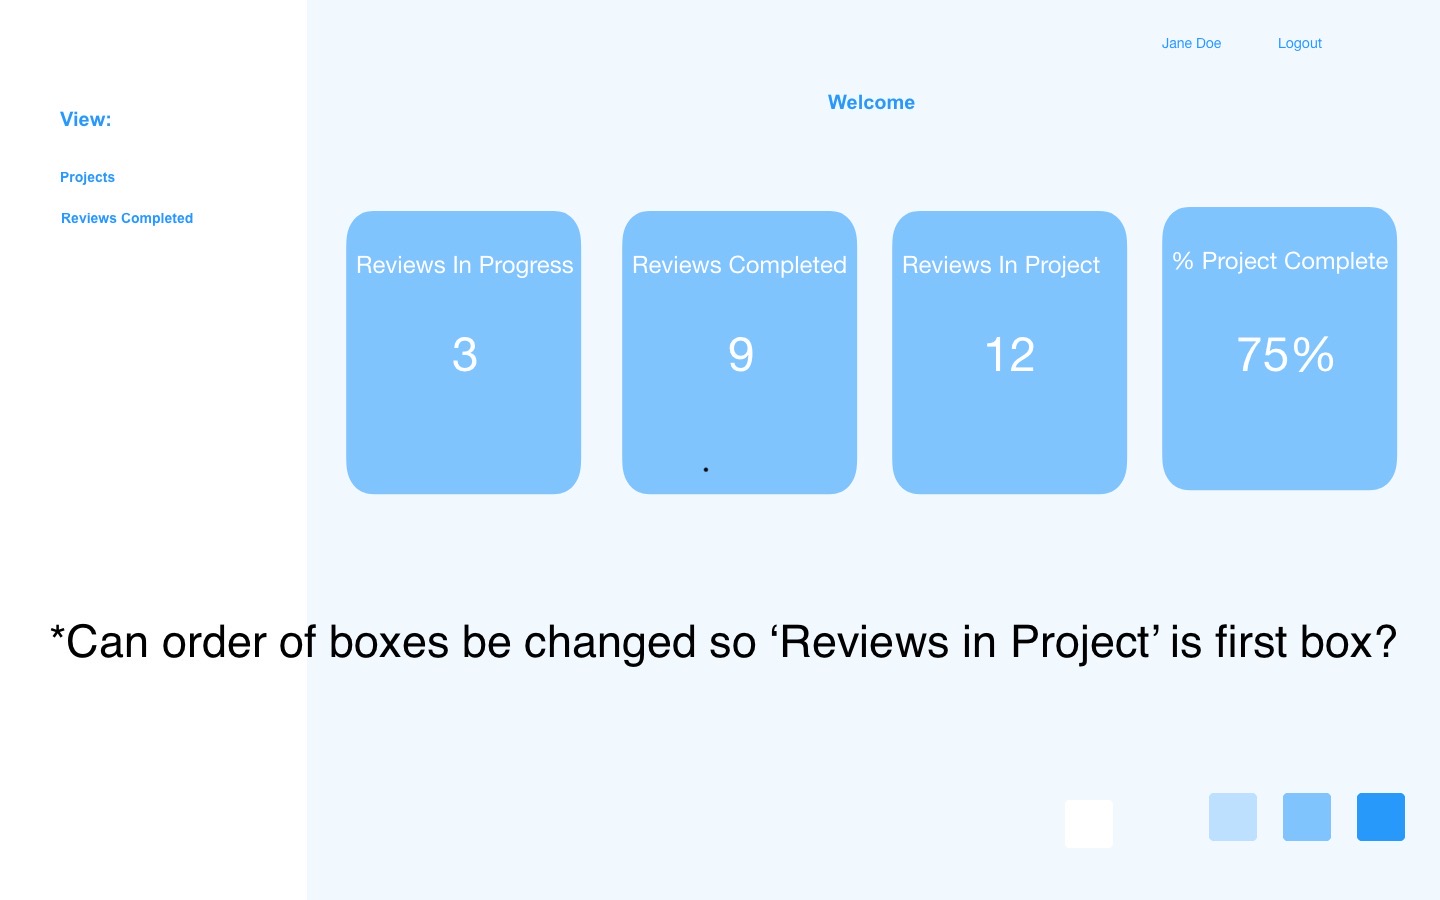 Jane Doe Logout
Welcome
View:
Projects
Reviews Completed
Reviews In Progress
3
Reviews Completed
9
Reviews In Project
12
% Project Complete
75%
*Can order of boxes be changed so ‘Reviews in Project’ is first box?